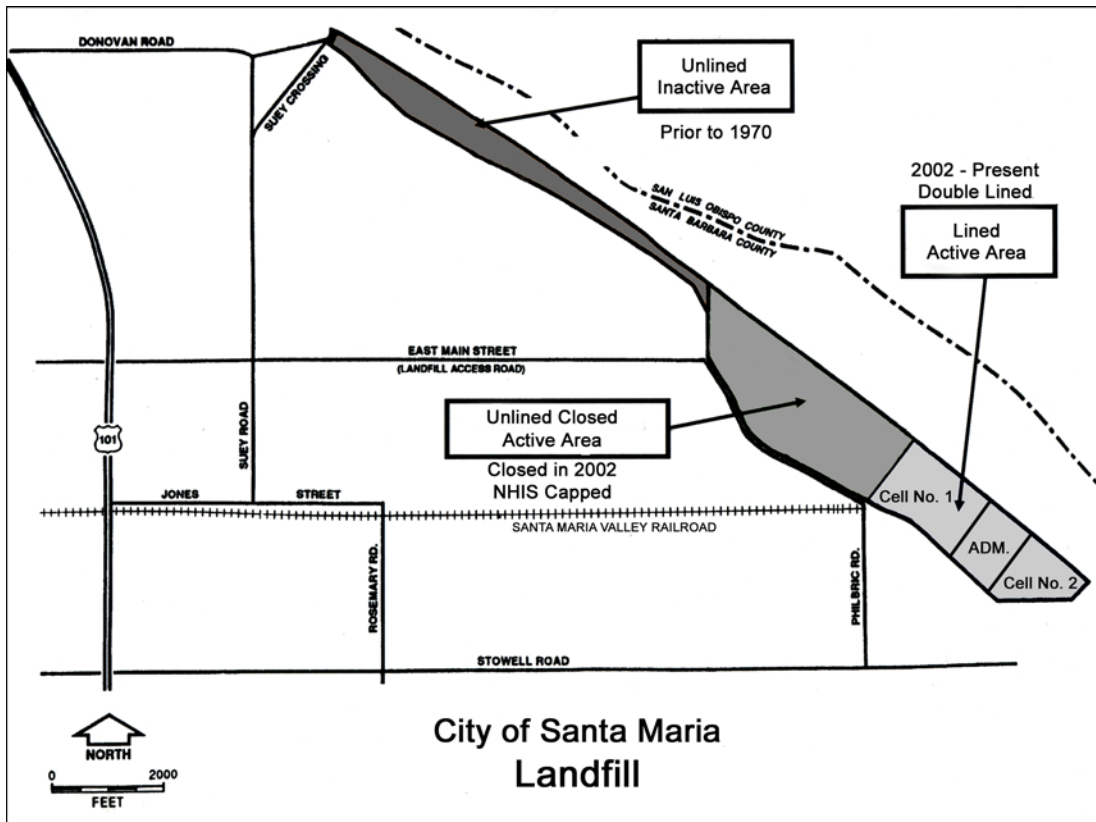 DONOVAN ROAD
SUEY CROSSING
Unlined
Inactive Area
Prior to 1970
2002 - Present
Double Lined
Lined
Active Area
SAN LUIS OBISPO COUNTY
SANTA BARBARA COUNTY
EAST MAIN STREET
(LANDFILL ACCESS ROAD)
Unlined Closed
Active Area
Closed in 2002
NHIS Capped
101
SUEY ROAD
JONES STREET
SANTA MARIA VALLEY RAILROAD
Cell No. 1
ADM.
Cell No. 2
ROSEMARY RD.
PHILBRIC RD.
STOWELL ROAD
City of Santa Maria
Landfill
NORTH
0 2000
FEET